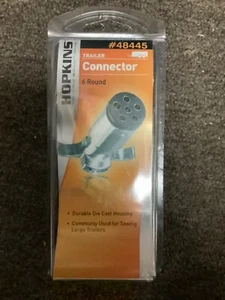 #48445
HOPKINS
TRAILER
Connector
6 Round
• Durable Die Cast Housing
• Commonly Used for Towing
Large Trailers